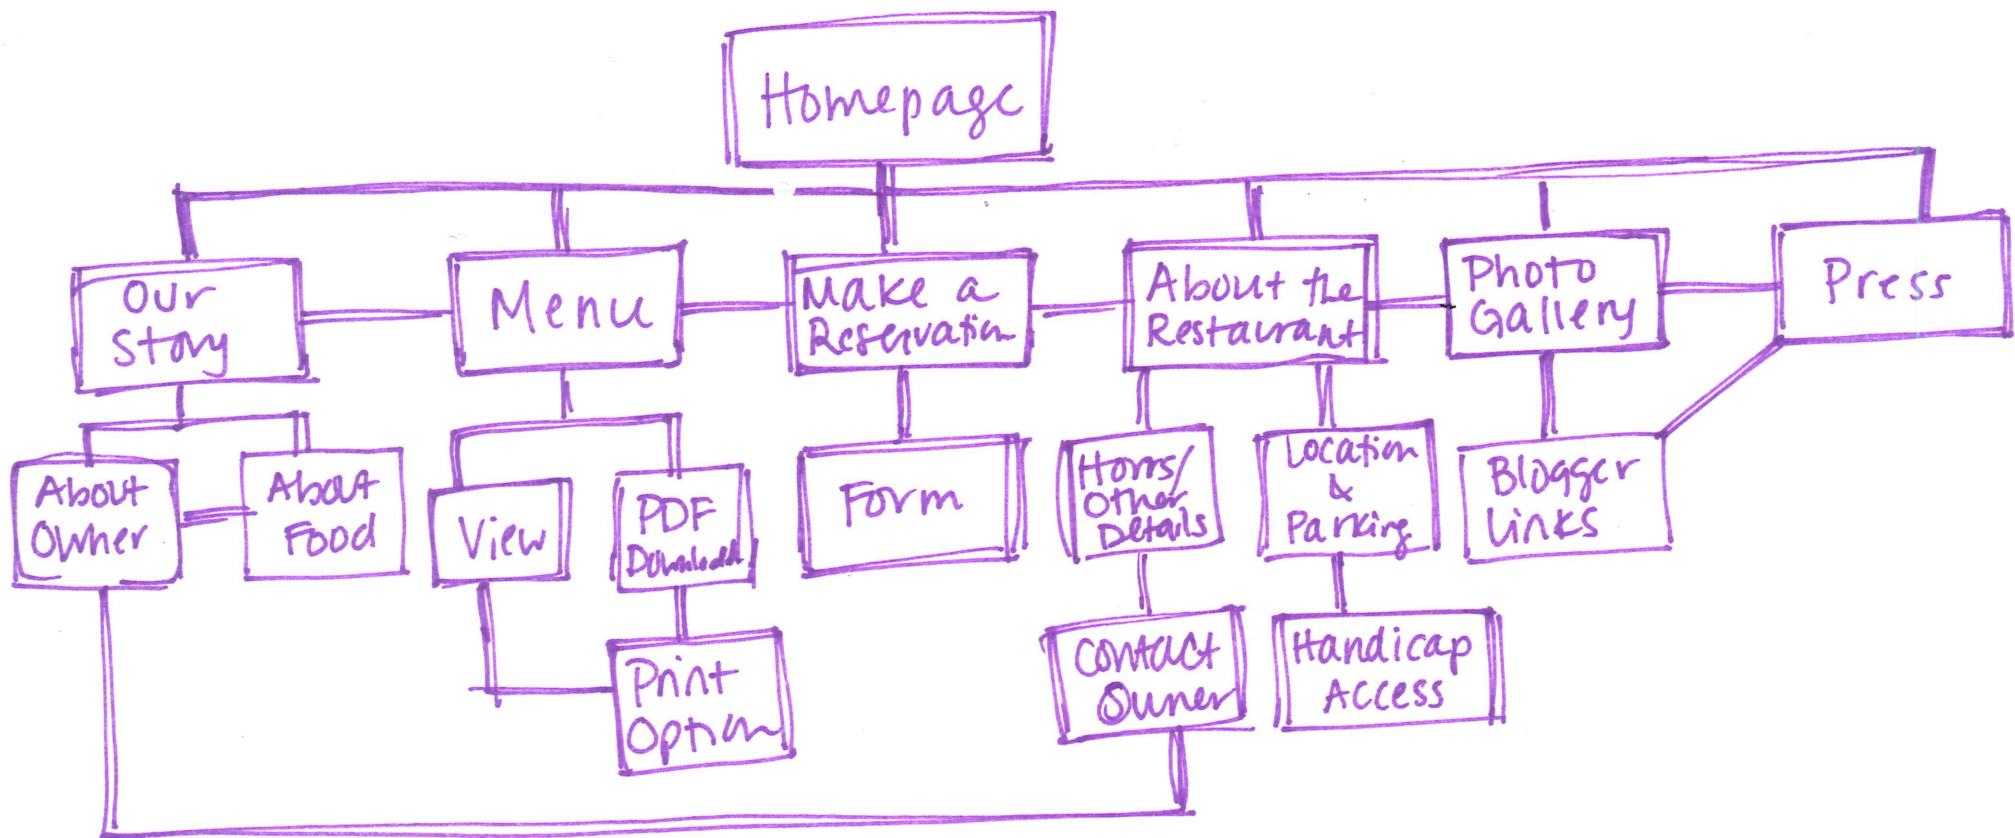 Homepage
Our
Story
Menu
Make a
Reservation
About the
Restaurant
Photo
Gallery
Press
About
Owner
About
Food
View
PDF
Download
Form
Hours/
Other
Details
Location
&
Parking
Blogger
Links
Print
Option
Contact
Owner
Handicap
Access